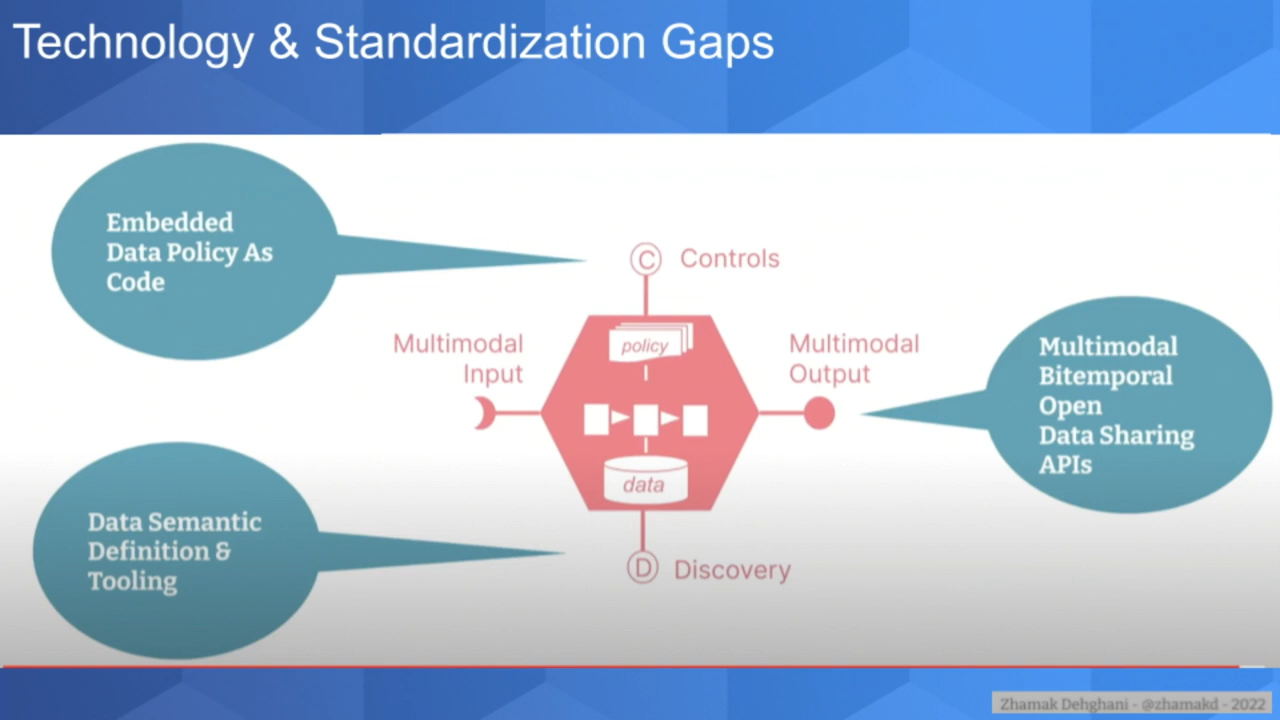 Technology & Standardization Gaps
Embedded
Data Policy As
Code
C Controls
Multimodal
Input
policy
Multimodal
Output
Multimodal
Bitemporal
Open
Data Sharing
APIs
data
Data Semantic
Definition &
Tooling
D Discovery
Zhamak Dehghani - @zhamakd - 2022